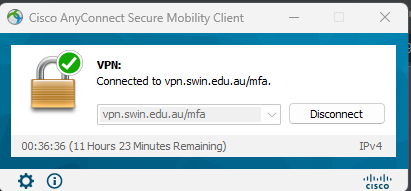 Cisco AnyConnect Secure Mobility Client
VPN:
Connected to vpn.swin.edu.au/mfa.
vpn.swin.edu.au/mfa
Disconnect
00:36:36 (11 Hours 23 Minutes Remaining)
IPv4
CISCO